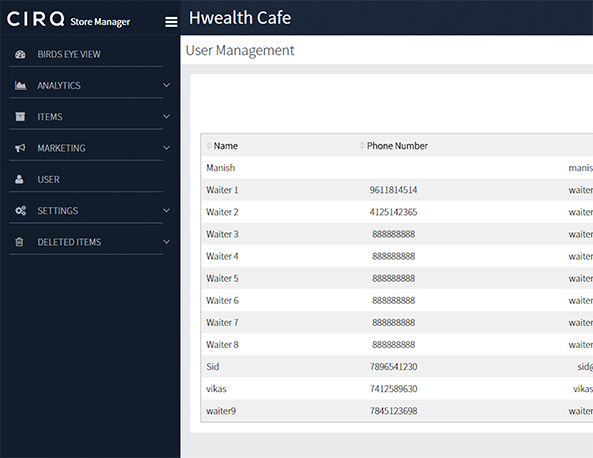 CIRQ Store Manager
Hwealth Cafe
BIRDS EYE VIEW
ANALYTICS
ITEMS
MARKETING
USER
SETTINGS
DELETED ITEMS
User Management
Name Phone Number
Manish manis
Waiter 1 9611814514 waiter
Waiter 2 4125142365 waiter
Waiter 3 888888888 waiter
Waiter 4 888888888 waiter
Waiter 5 888888888 waiter
Waiter 6 888888888 waiter
Waiter 7 888888888 waiter
Waiter 8 888888888 waiter
Sid 7896541230 sid@
vikas 7412589630 vikas
waiter9 7845123698 waiter